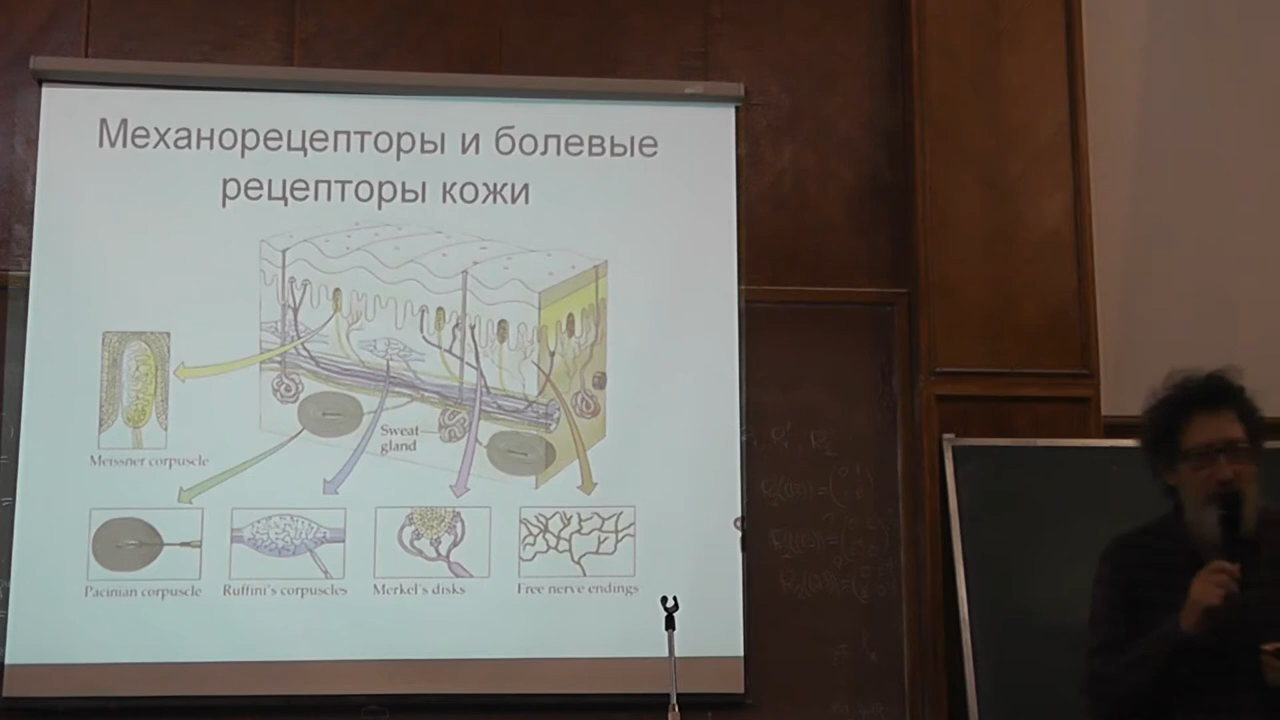 Механорецепторы и болевые
рецепторы кожи
Sweat
gland
Meissner corpuscle
Pacinian corpuscle
Ruffini's corpuscles
Merkel's disks
Free nerve endings